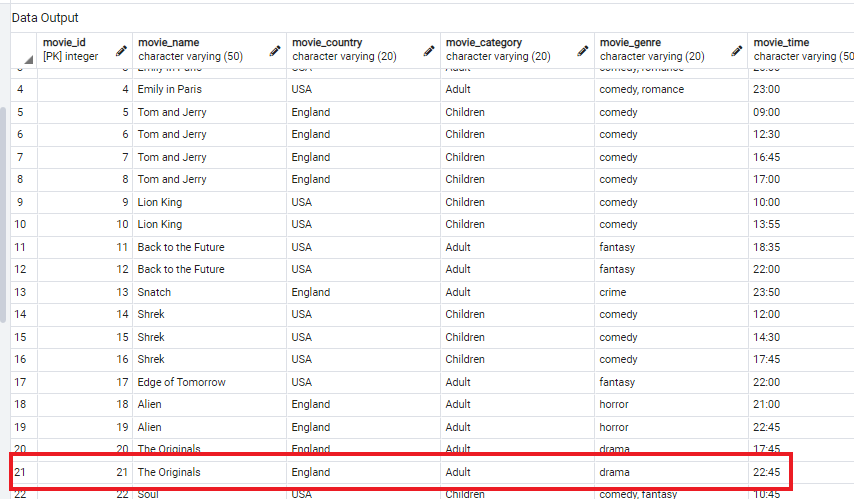 Data Output
movie_id movie_name movie_country movie_category movie_genre movie_time
[PK] integer character varying (50) character varying (20) character varying (20) character varying (20) character varying (50
3 3 Emily in Paris USA Adult comedy, romance
4 4 Emily in Paris USA Adult comedy, romance 23:00
5 5 Tom and Jerry England Children comedy 09:00
6 6 Tom and Jerry England Children comedy 12:30
7 7 Tom and Jerry England Children comedy 16:45
8 8 Tom and Jerry England Children comedy 17:00
9 9 Lion King USA Children comedy 10:00
10 10 Lion King USA Children comedy 13:55
11 11 Back to the Future USA Adult fantasy 18:35
12 12 Back to the Future USA Adult fantasy 22:00
13 13 Snatch England Adult crime 23:50
14 14 Shrek USA Children comedy 12:00
15 15 Shrek USA Children comedy 14:30
16 16 Shrek USA Children comedy 17:45
17 17 Edge of Tomorrow USA Adult fantasy 22:00
18 18 Alien England Adult horror 21:00
19 19 Alien England Adult horror 22:45
20 20 The Originals England Adult drama 17:45
21 21 The Originals England Adult drama 22:45
22 22 Soul USA Children comedy, fantasy 10:45